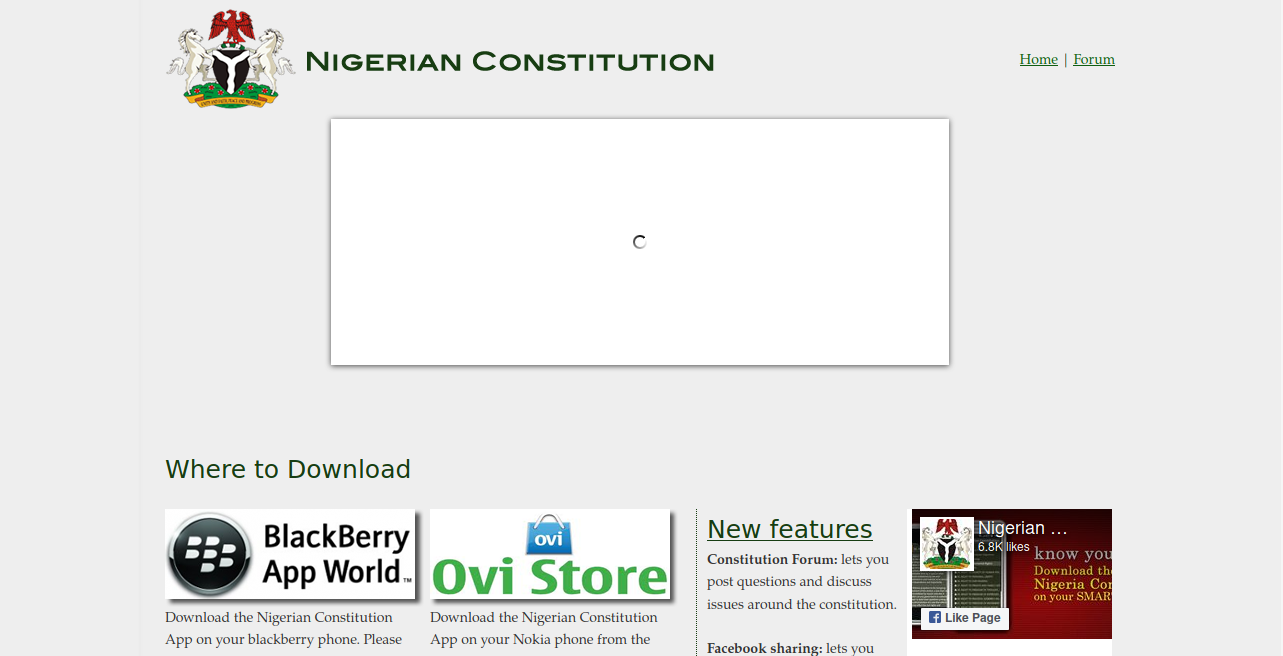 NIGERIAN CONSTITUTION
Home | Forum
Where to Download
BlackBerry
App World.™
Download the Nigerian Constitution
App on your blackberry phone. Please
ovi
Ovi Store
Download the Nigerian Constitution
App on your Nokia phone from the
New features
Constitution Forum: lets you
post questions and discuss
issues around the constitution.
Facebook sharing: lets you
Nigerian …
6.8K likes
know you
Download the
Nigeria Con
on your SMAR
Like Page